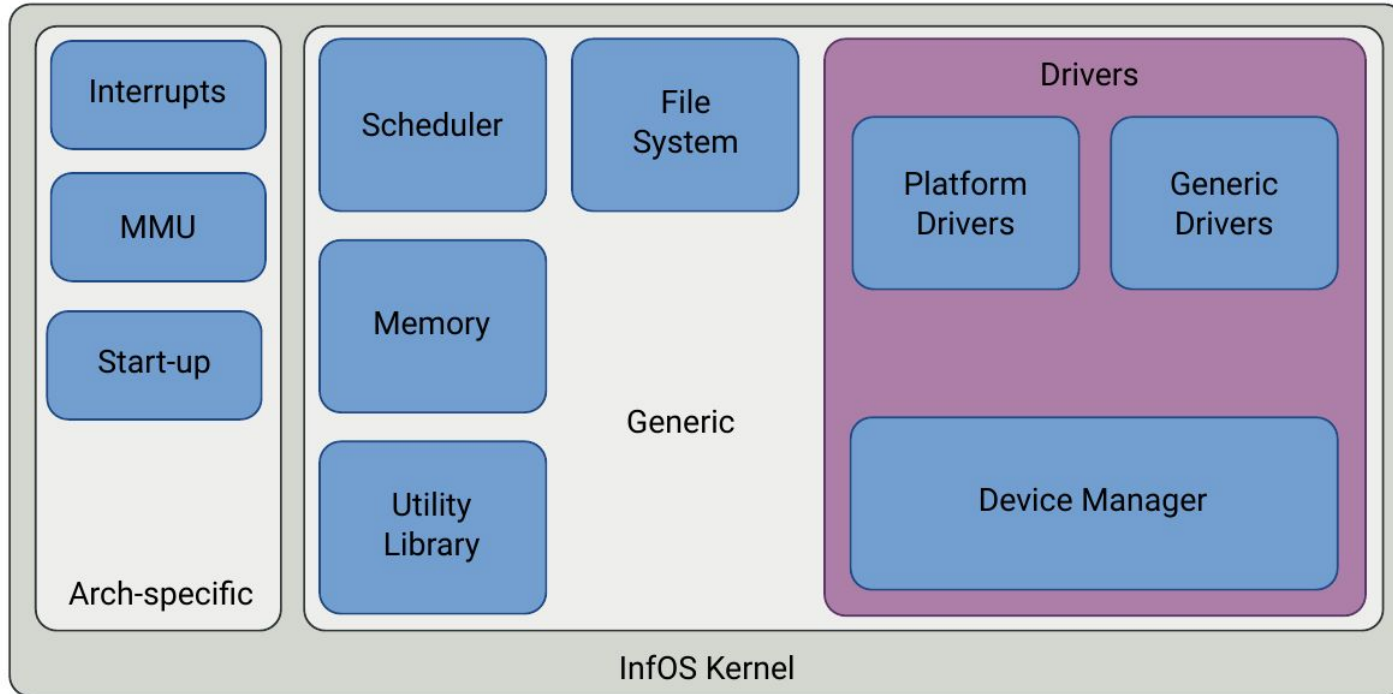 Interrupts
MMU
Start-up
Arch-specific
Scheduler
File
System
Memory
Generic
Utility
Library
Drivers
Platform
Drivers
Generic
Drivers
Device Manager
InfOS Kernel